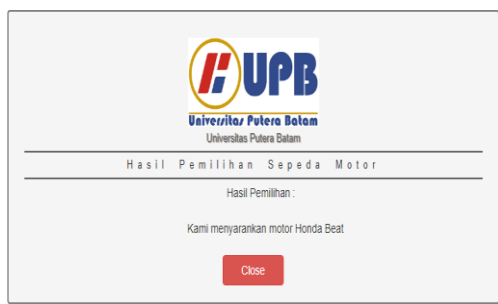 UPB
Universitas Putera Batam
Universitas Putera Batam
Hasil Pemilihan Sepeda Motor
Hasil Pemilihan :
Kami menyarankan motor Honda Beat
Close